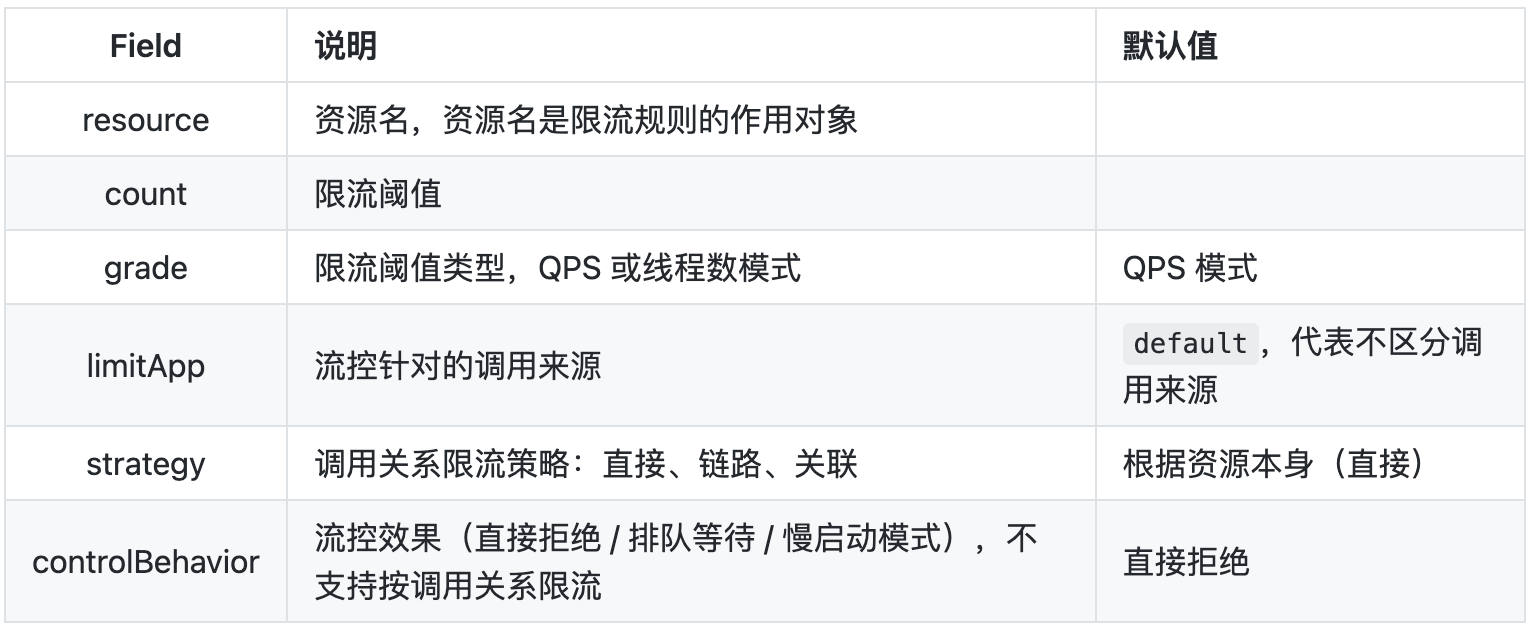 Field 说明 默认值
resource 资源名，资源名是限流规则的作用对象
count 限流阈值
grade 限流阈值类型，QPS 或线程数模式 QPS 模式
limitApp 流控针对的调用来源 default，代表不区分调
用来源
strategy 调用关系限流策略：直接、链路、关联 根据资源本身（直接）
controlBehavior 流控效果（直接拒绝 / 排队等待 / 慢启动模式），不
支持按调用关系限流 直接拒绝